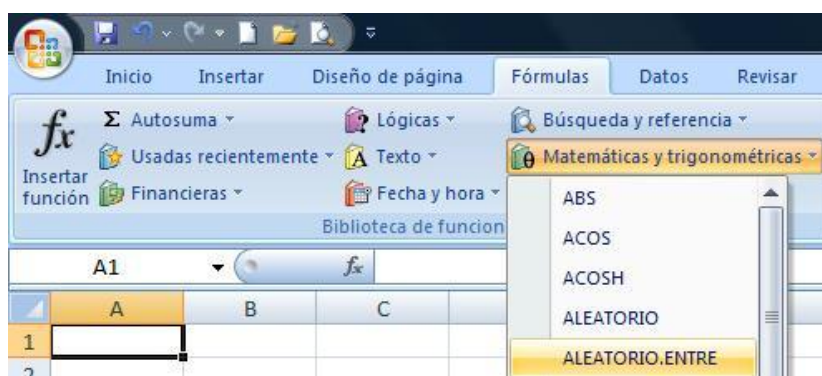 Inicio Insertar Diseño de página Fórmulas Datos Revisar
fx Insertar función
Σ Autosuma Lógicas Búsqueda y referencia
Usadas recientemente A Texto θ Matemáticas y trigonométricas
Financieras Fecha y hora
Biblioteca de funcion
ABS
ACOS
ACOSH
ALEATORIO
ALEATORIO.ENTRE
A1 fx
A B C
1
2